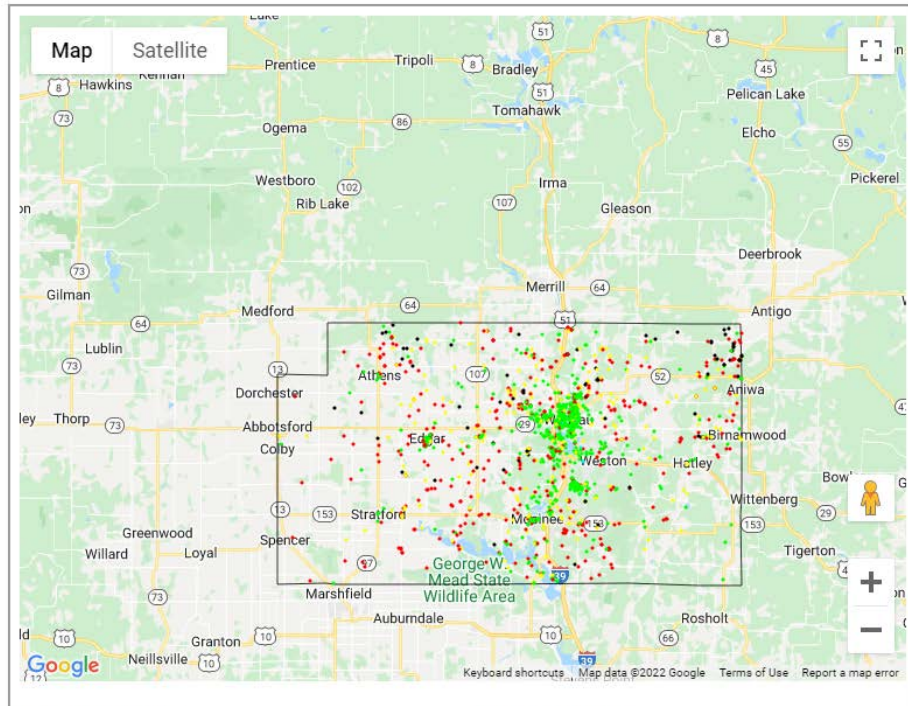 Map
Satellite
Lake
51
8
Hawkins
Kennan
8
Prentice
Tripoli
8
Bradley
51
45
Pelican Lake
73
Ogema
86
Tomahawk
Elcho
55
Westboro
102
Rib Lake
107
Irma
Gleason
Pickerel
73
Deerbrook
Gilman
Medford
64
Merrill
64
Antigo
64
51
73
Lublin
13
Athens
107
52
Aniwa
Dorchester
ley
Thorp
Abbotsford
29
Birnamwood
47
Colby
Edgar
Weston
Hatley
Bow
G
13
153
Stratford
153
Wittenberg
153
29
Greenwood
Spencer
Willard
Loyal
97
George W.
Mead State
Wildlife Area
39
Tigerton
73
Marshfield
Auburndale
Rosholt
10
Granton
10
66
10
Neillsville
39
Google
Keyboard shortcuts
Map data ©2022 Google
Terms of Use
Report a map error